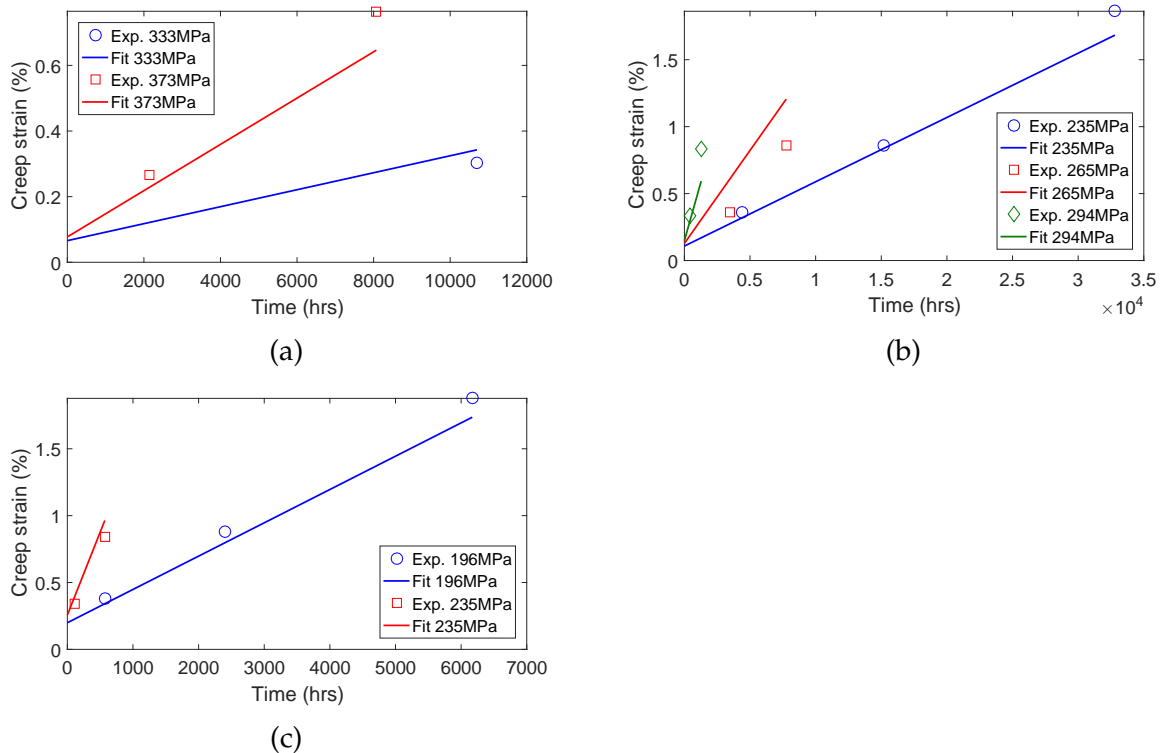 Creep strain (%)
0.6
0.4
0.2
0
Exp. 333MPa
Fit 333MPa
Exp. 373MPa
Fit 373MPa
0 2000 4000 6000 8000 10000 12000
Time (hrs)
(a)
Creep strain (%)
1.5
1
0.5
0
Exp. 235MPa
Fit 235MPa
Exp. 265MPa
Fit 265MPa
Exp. 294MPa
Fit 294MPa
0 0.5 1 1.5 2 2.5 3 3.5
Time (hrs)
×10^4
(b)
Creep strain (%)
1.5
1
0.5
0
Exp. 196MPa
Fit 196MPa
Exp. 235MPa
Fit 235MPa
0 1000 2000 3000 4000 5000 6000 7000
Time (hrs)
(c)